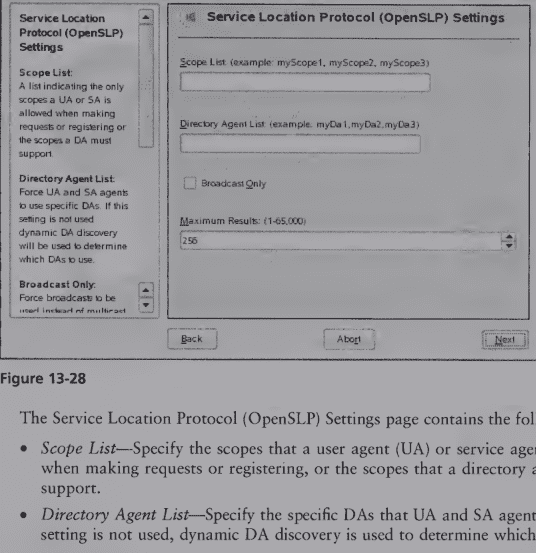 Service Location
Protocol (OpenSLP)
Settings
Scope List:
A list indicating the only
scopes a UA or SA is
allowed when making
requests or registering or
the scopes a DA must
support.
Directory Agent List:
Force UA and SA agents
to use specific DAs. If this
setting is not used
dynamic DA discovery
will be used to determine
which DAs to use.
Broadcast Only:
Force broadcasts to be
used instead of multicast
Service Location Protocol (OpenSLP) Settings
Scope List: (example: myScope1, myScope2, myScope3)
Directory Agent List: (example: myDa1,myDa2,myDa3)
Broadcast Only
Maximum Results: (1-65,000)
256
Back
Abort
Next
Figure 13-28
The Service Location Protocol (OpenSLP) Settings page contains the fol
• Scope List—Specify the scopes that a user agent (UA) or service agen
when making requests or registering, or the scopes that a directory a
support.
• Directory Agent List—Specify the specific DAs that UA and SA agent
setting is not used, dynamic DA discovery is used to determine which